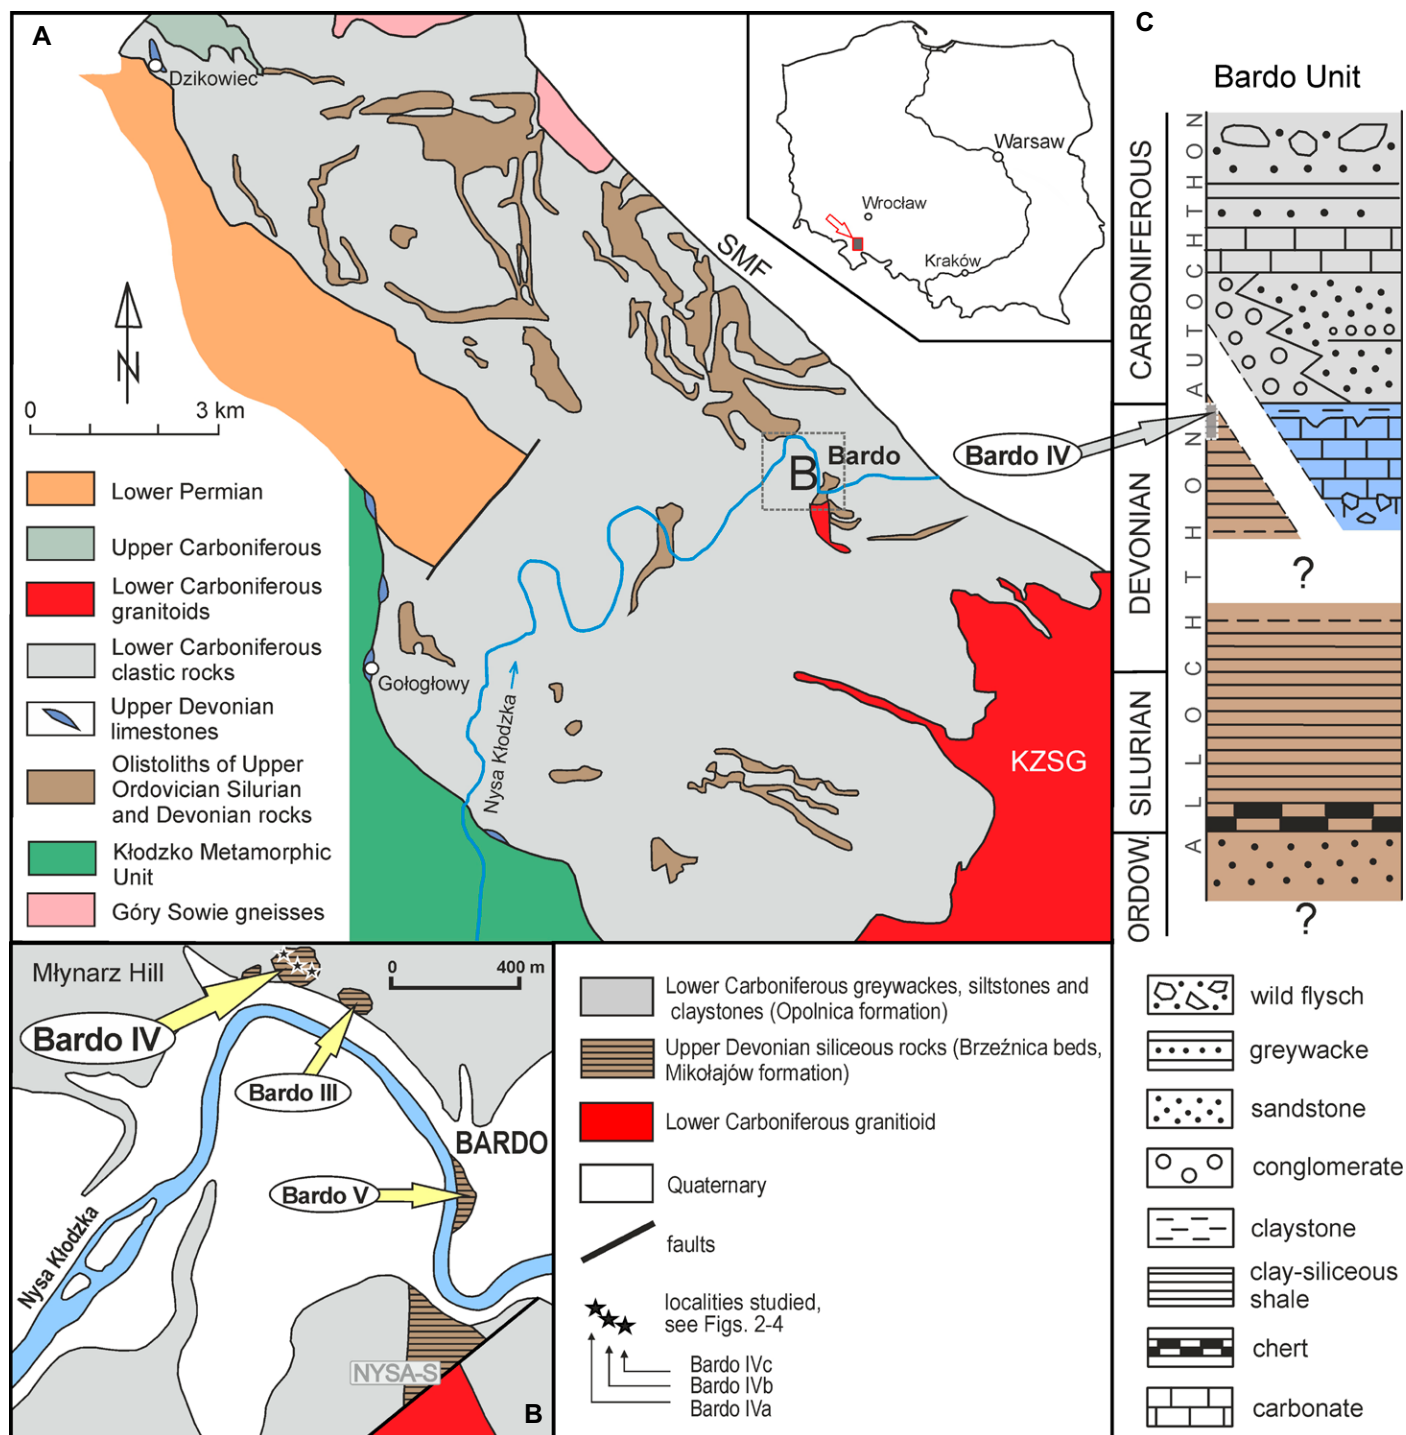 A
Dzikowiec
SMF
Warsaw
Wrocław
Kraków
N
0 3 km
B
Bardo
Gołogłowy
Nysa Kłodzka
KZSG
Lower Permian
Upper Carboniferous
Lower Carboniferous
granitoids
Lower Carboniferous
clastic rocks
Upper Devonian
limestones
Olistoliths of Upper
Ordovician Silurian
and Devonian rocks
Kłodzko Metamorphic
Unit
Góry Sowie gneisses
C
Bardo Unit
CARBONIFEROUS
DEVONIAN
SILURIAN
ORDOW.
AUTOCHTHON
ALLOCHTHON
Bardo IV
?
?
wild flysch
greywacke
sandstone
conglomerate
claystone
clay-siliceous
shale
chert
carbonate
Młynarz Hill
0 400 m
Bardo IV
Bardo III
BARDO
Bardo V
Nysa Kłodzka
NYSA-S
B
Lower Carboniferous greywackes, siltstones and
claystones (Opolnica formation)
Upper Devonian siliceous rocks (Brzeźnica beds,
Mikołajów formation)
Lower Carboniferous granitioid
Quaternary
faults
localities studied,
see Figs. 2-4
Bardo IVc
Bardo IVb
Bardo IVa